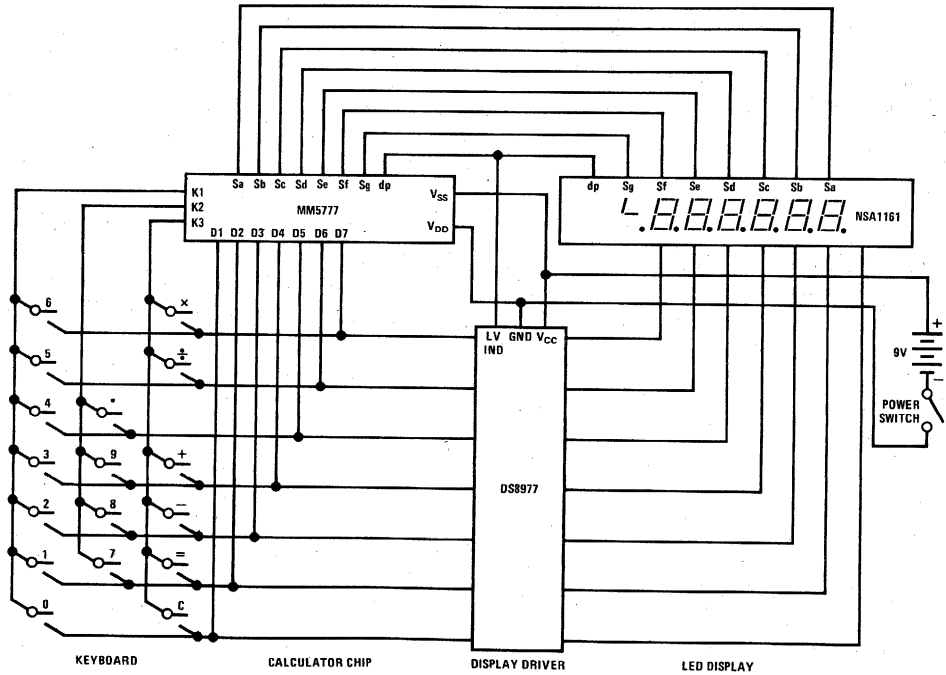 Sa Sb Sc Sd Se Sf Sg dp
dp Sg Sf Se Sd Sc Sb Sa
K1
K2
K3
MM5777
VSS
VDD
NSA1161
D1 D2 D3 D4 D5 D6 D7
6 ×
5 ÷
4 .
3 9 +
2 8 −
1 7 =
0 C
LV IND GND VCC
DS8977
+
9V
−
POWER
SWITCH
KEYBOARD CALCULATOR CHIP DISPLAY DRIVER LED DISPLAY